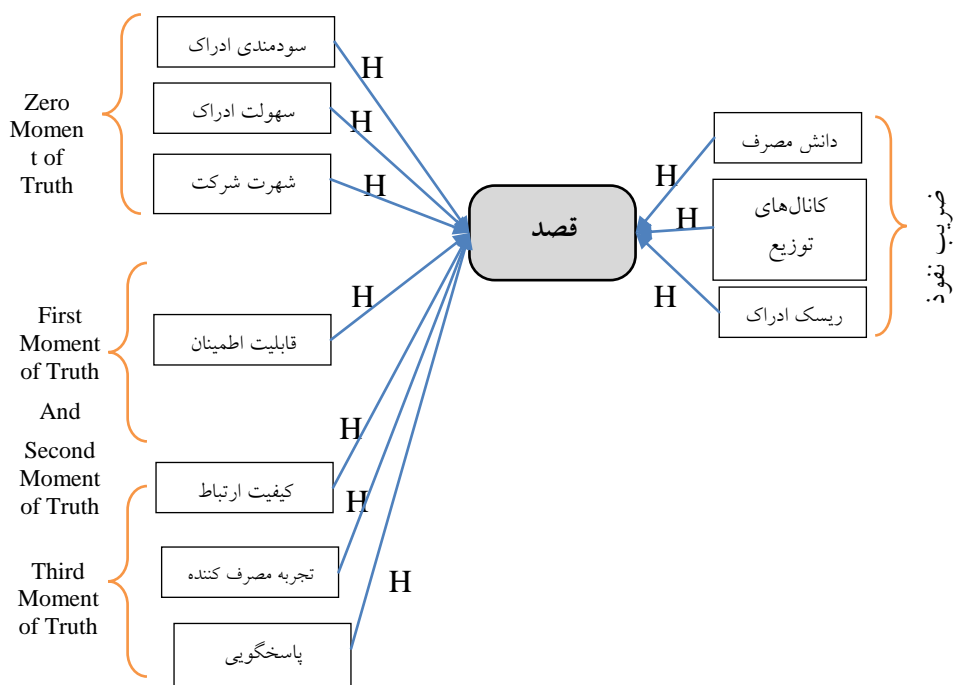 سودمندی ادراک
H
Zero
Momen
t of
Truth
سهولت ادراک
H
شهرت شرکت
H
First
Moment
of Truth
And
Second
Moment
of Truth
قابلیت اطمینان
H
Third
Moment
of Truth
کیفیت ارتباط
H
تجربه مصرف کننده
H
پاسخگویی
H
قصد
دانش مصرف
H
کانال‌های
توزیع
H
ریسک ادراک
H
ضریب نفوذ